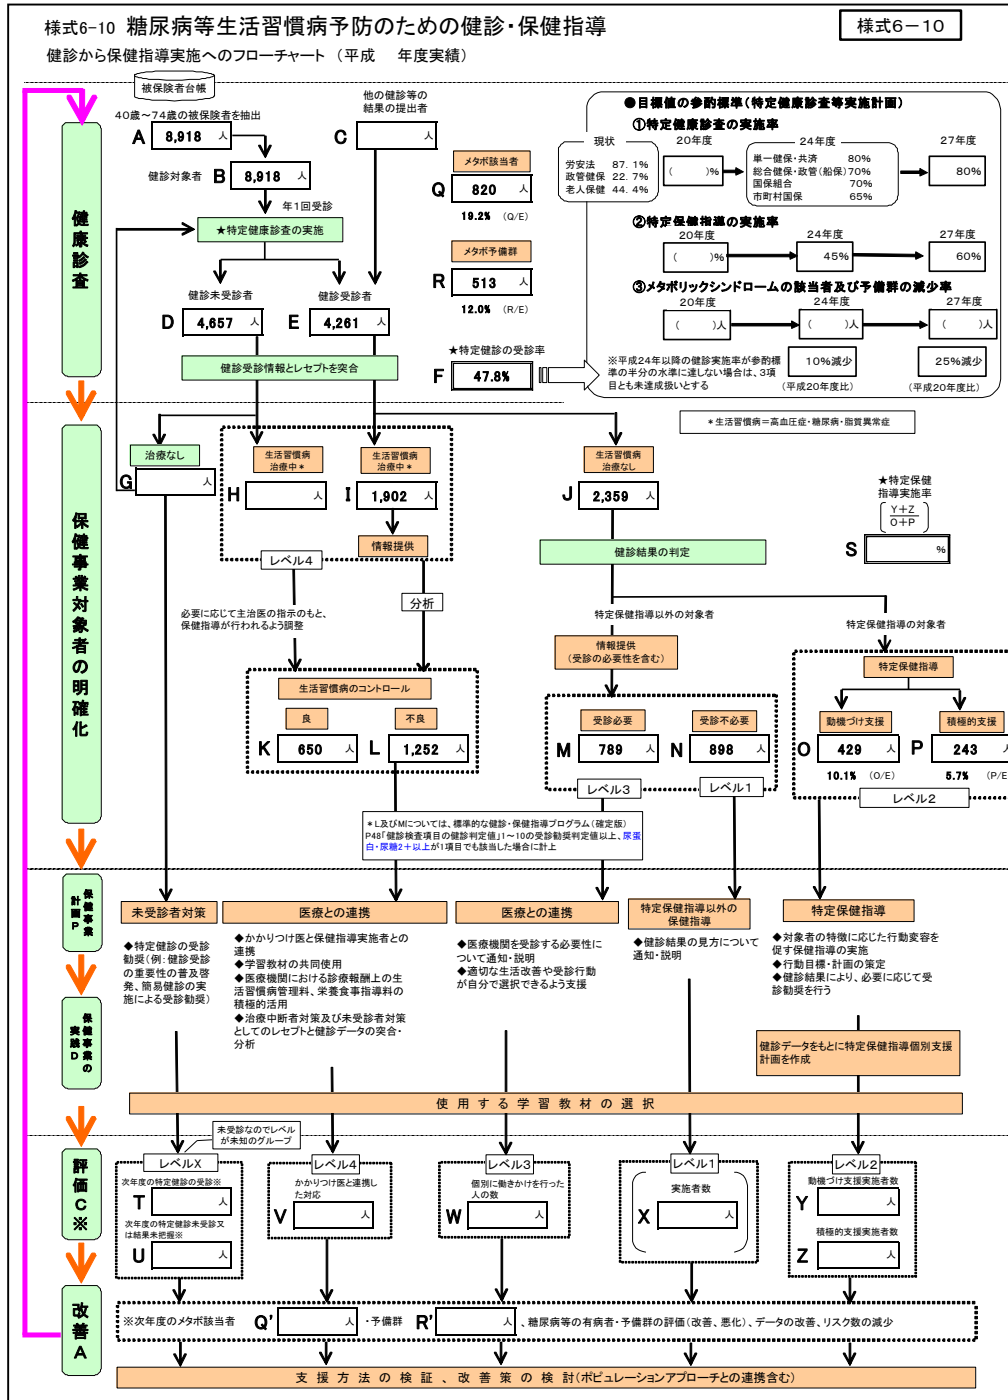 様式6-10 糖尿病等生活習慣病予防のための健診・保健指導
様式6-10
健診から保健指導実施へのフローチャート (平成　　年度実績)
被保険者台帳
40歳～74歳の被保険者を抽出
A 8,918 人
他の健診等の
結果の提出者
C 人
健診対象者 B 8,918 人
年1回受診
★特定健康診査の実施
健診未受診者
健診受診者
D 4,657 人
E 4,261 人
健診受診情報とレセプトを突合
メタボ該当者
Q 820 人
19.2% (Q/E)
メタボ予備群
R 513 人
12.0% (R/E)
★特定健診の受診率
F 47.8%
●目標値の参酌標準(特定健康診査等実施計画)
①特定健康診査の実施率
現状
労安法 87.1%
政管健保 22.7%
老人保健 44.4%
20年度
( )%
24年度
単一健保・共済 80%
総合健保・政管(船保)70%
国保組合 70%
市町村国保 65%
27年度
80%
②特定保健指導の実施率
20年度 24年度 27年度
( )% 45% 60%
③メタボリックシンドロームの該当者及び予備群の減少率
20年度 24年度 27年度
( )人 ( )人 ( )人
※平成24年以降の健診実施率が参酌標
準の半分の水準に達しない場合は、3項
目とも未達成扱いとする
10%減少
(平成20年度比)
25%減少
(平成20年度比)
健康診査
*生活習慣病=高血圧症・糖尿病・脂質異常症
治療なし
G 人
生活習慣病
治療中*
H 人
生活習慣病
治療中*
I 1,902 人
情報提供
レベル4
生活習慣病
治療なし
J 2,359 人
健診結果の判定
★特定保健
指導実施率
Y+Z
O+P
S %
保健事業対象者の明確化
必要に応じて主治医の指示のもと、
保健指導が行われるよう調整
分析
生活習慣病のコントロール
良
不良
K 650 人
L 1,252 人
特定保健指導以外の対象者
情報提供
(受診の必要性を含む)
受診必要
受診不必要
M 789 人
N 898 人
レベル3
レベル1
特定保健指導の対象者
特定保健指導
動機づけ支援
積極的支援
O 429 人
P 243 人
10.1% (O/E)
5.7% (P/E
レベル2
*L及びMについては、標準的な健診・保健指導プログラム(確定版)
P48「健診検査項目の健診判定値」1～10の受診勧奨判定値以上、尿蛋
白・尿糖2+以上が1項目でも該当した場合に計上
保健事業
計画P
未受診者対策
◆特定健診の受診
勧奨(例:健診受診
の重要性の普及啓
発、簡易健診の実
施による受診勧奨)
医療との連携
◆かかりつけ医と保健指導実施者との
連携
◆学習教材の共同使用
◆医療機関における診療報酬上の生
活習慣病管理料、栄養食事指導料の
積極的活用
◆治療中断者対策及び未受診者対策
としてのレセプトと健診データの突合・
分析
医療との連携
◆医療機関を受診する必要性に
ついて通知・説明
◆適切な生活改善や受診行動
が自分で選択できるよう支援
特定保健指導以外の
保健指導
◆健診結果の見方について
通知・説明
特定保健指導
◆対象者の特徴に応じた行動変容を
促す保健指導の実施
◆行動目標・計画の策定
◆健診結果により、必要に応じて受
診勧奨を行う
健診データをもとに特定保健指導個別支援
計画を作成
保健事業の
実践D
使用する学習教材の選択
未受診なのでレベル
が未知のグループ
評価C※
レベルX
次年度の特定健診の受診※
T 人
次年度の特定健診未受診又
は結果未把握※
U 人
レベル4
かかりつけ医と連携し
た対応
V 人
レベル3
個別に働きかけを行った
人の数
W 人
レベル1
実施者数
X 人
レベル2
動機づけ支援実施者数
Y 人
積極的支援実施者数
Z 人
改善A
※次年度のメタボ該当者 Q' 人 ・予備群 R' 人 、糖尿病等の有病者・予備群の評価(改善、悪化)、データの改善、リスク数の減少
支援方法の検証、改善策の検討(ポピュレーションアプローチとの連携含む)